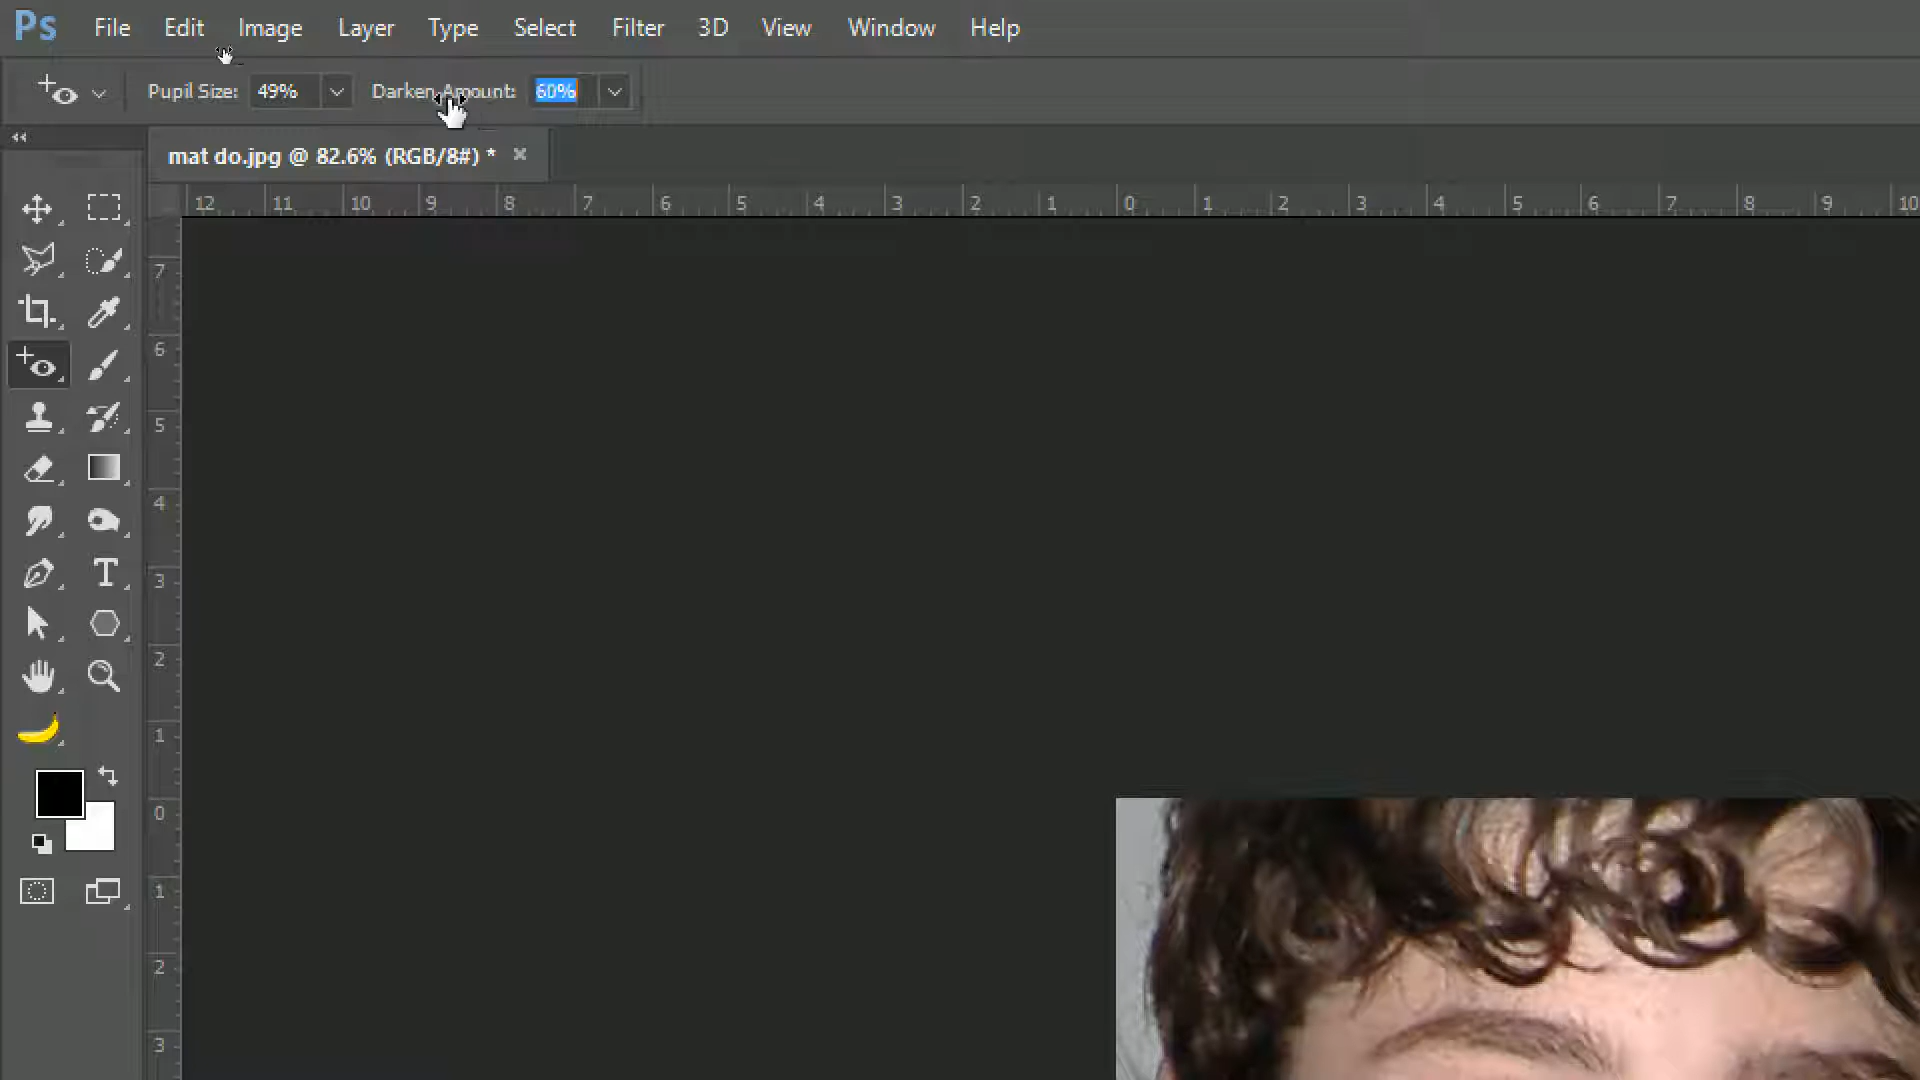 Ps File Edit Image Layer Type Select Filter 3D View Window Help
Pupil Size: 49% Darken Amount: 60%
mat do.jpg @ 82.6% (RGB/8#) *
12 11 10 9 8 7 6 5 4 3 2 1 0 1 2 3 4 5 6 7 8 9 10
7
6
5
4
3
2
1
0
1
2
3
T